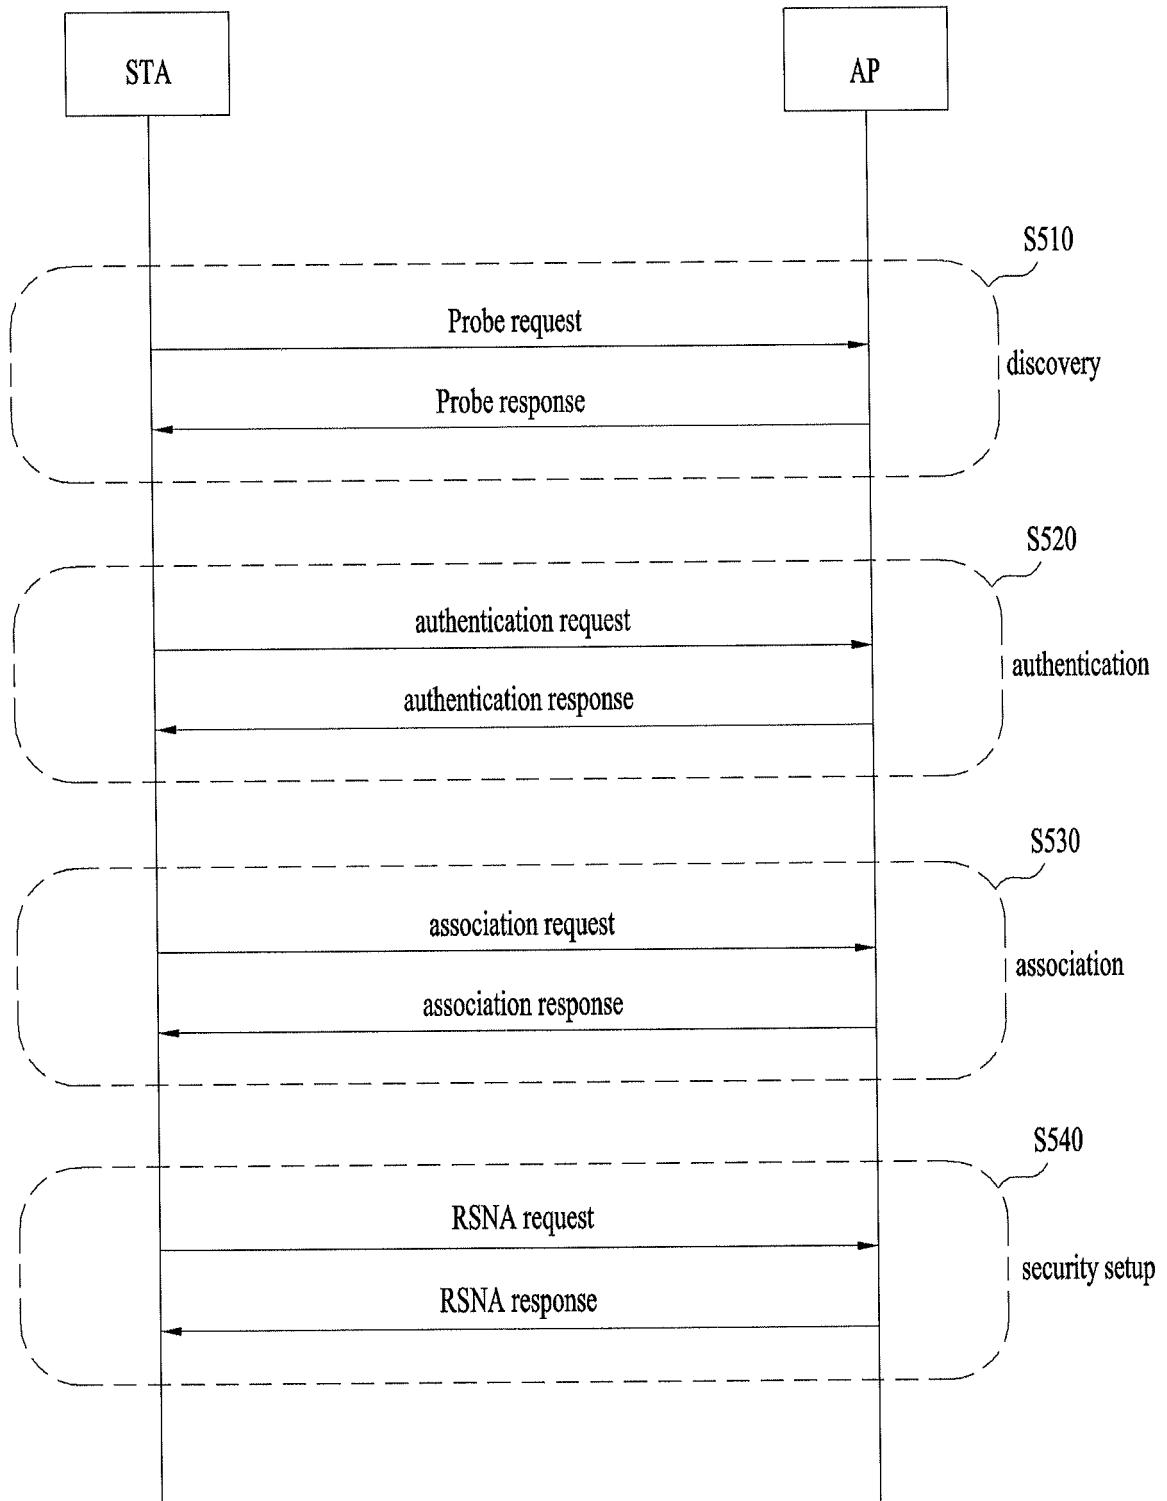 STA
AP
S510
Probe request
discovery
Probe response
S520
authentication request
authentication
authentication response
S530
association request
association
association response
S540
RSNA request
security setup
RSNA response